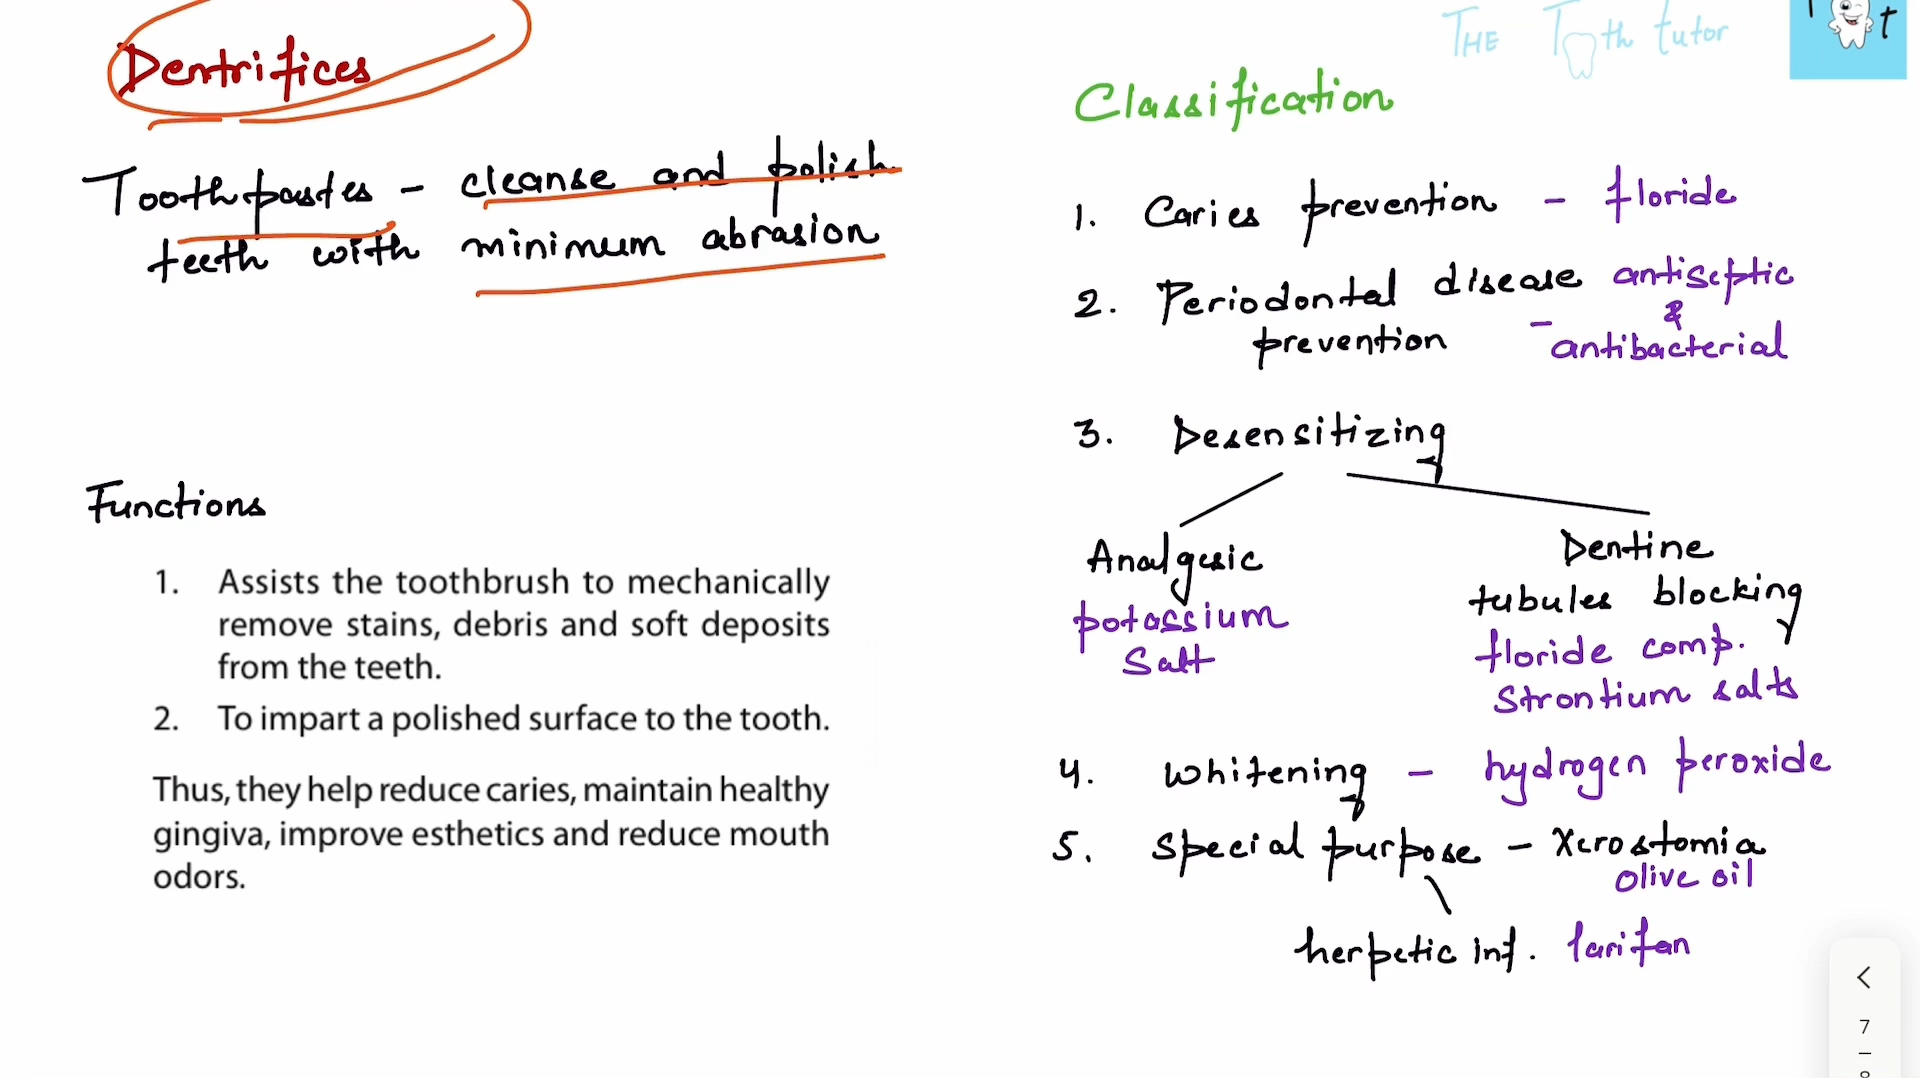 Dentrifices
Toothpastes - cleanse and polish
teeth with minimum abrasion
Functions
1. Assists the toothbrush to mechanically
remove stains, debris and soft deposits
from the teeth.
2. To impart a polished surface to the tooth.
Thus, they help reduce caries, maintain healthy
gingiva, improve esthetics and reduce mouth
odors.
THE Tooth tutor
t
Classification
1. Caries prevention - floride
2. Periodontal disease antiseptic
&
prevention - antibacterial
3. Desensitizing
Analgesic
potassium
Salt
Dentine
tubules blocking
floride comp.
Strontium salts
4. whitening - hydrogen peroxide
5. special purpose - Xerostomia
olive oil
herpetic inf. larifan
7